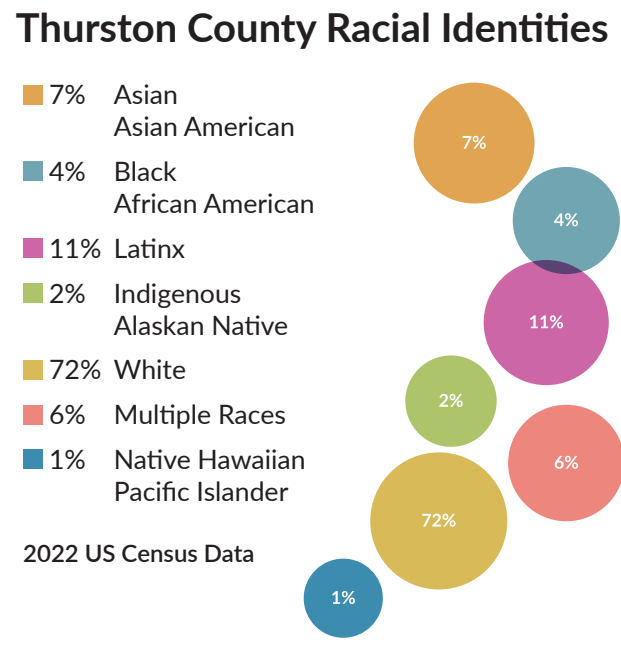 Thurston County Racial Identities
7% Asian
Asian American
4% Black
African American
11% Latinx
2% Indigenous
Alaskan Native
72% White
6% Multiple Races
1% Native Hawaiian
Pacific Islander
2022 US Census Data
7%
4%
11%
2%
6%
72%
1%